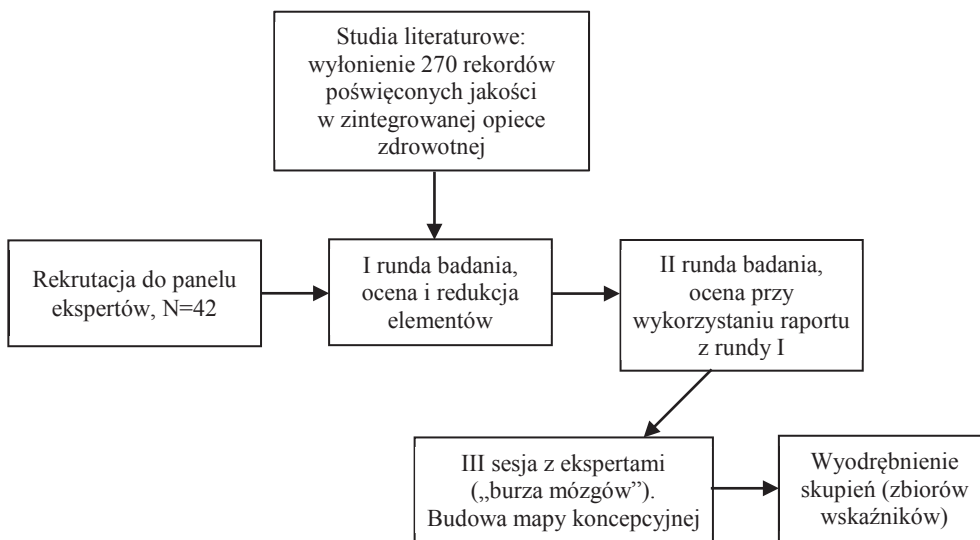 Studia literaturowe:
wyłonienie 270 rekordów
poświęconych jakości
w zintegrowanej opiece
zdrowotnej
Rekrutacja do panelu
ekspertów, N=42
I runda badania,
ocena i redukcja
elementów
II runda badania,
ocena przy
wykorzystaniu raportu
z rundy I
III sesja z ekspertami
(„burza mózgów”).
Budowa mapy koncepcyjnej
Wyodrębnienie
skupień (zbiorów
wskaźników)